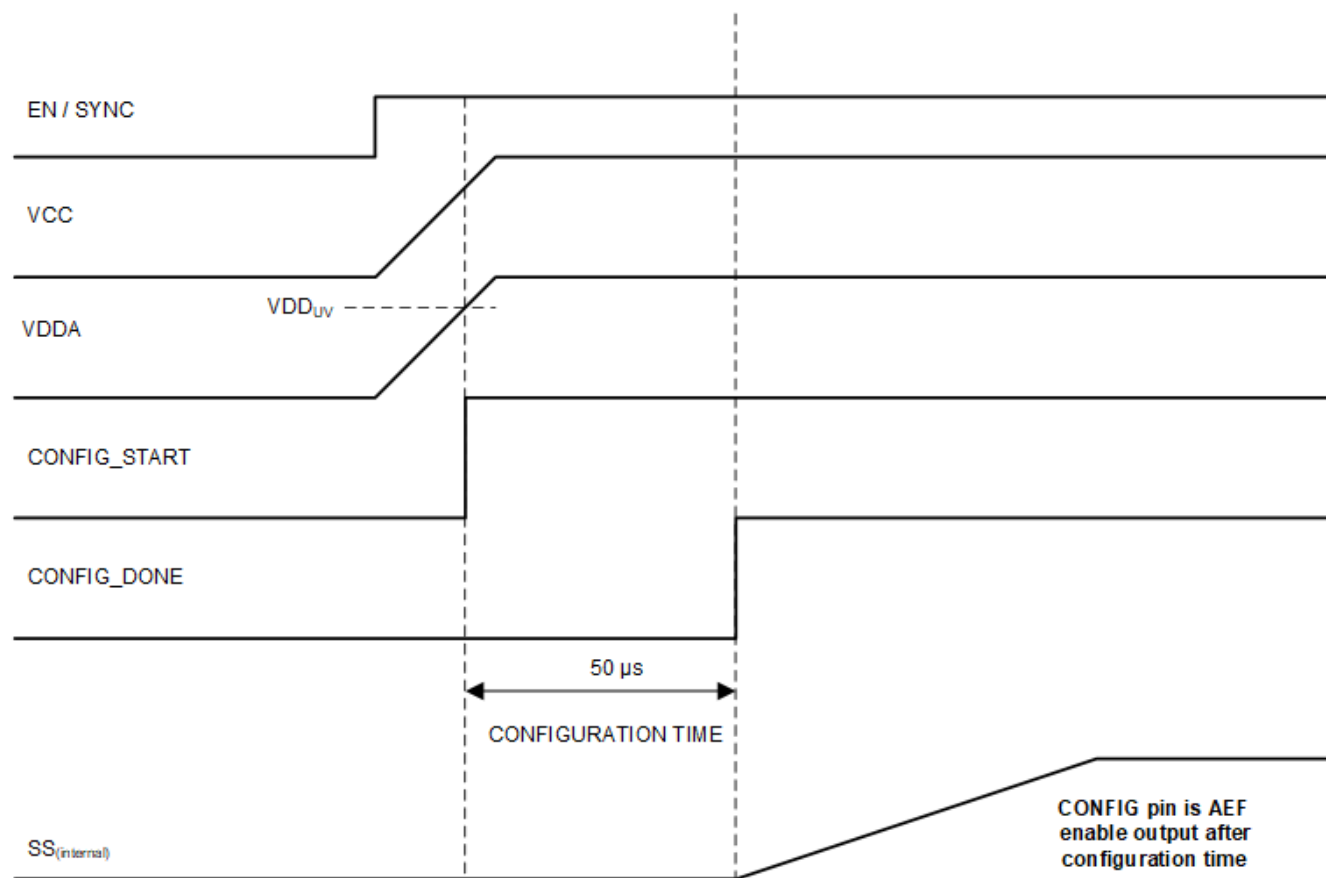 EN / SYNC
VCC
VDD_UV
VDDA
CONFIG_START
CONFIG_DONE
50 µs
CONFIGURATION TIME
SS(internal)
CONFIG pin is AEF
enable output after
configuration time